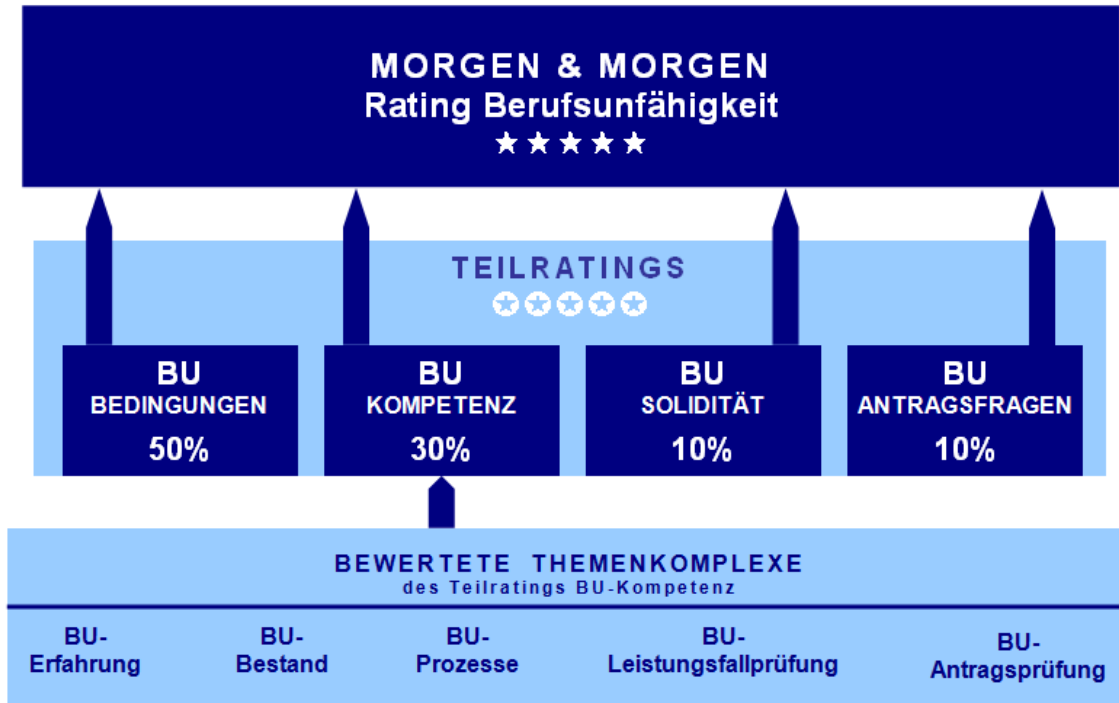 MORGEN & MORGEN
Rating Berufsunfähigkeit
TEILRATINGS
BU
BEDINGUNGEN
50%
BU
KOMPETENZ
30%
BU
SOLIDITÄT
10%
BU
ANTRAGSFRAGEN
10%
BEWERTETE THEMENKOMPLEXE
des Teilratings BU-Kompetenz
BU-
Erfahrung
BU-
Bestand
BU-
Prozesse
BU-
Leistungsfallprüfung
BU-
Antragsprüfung